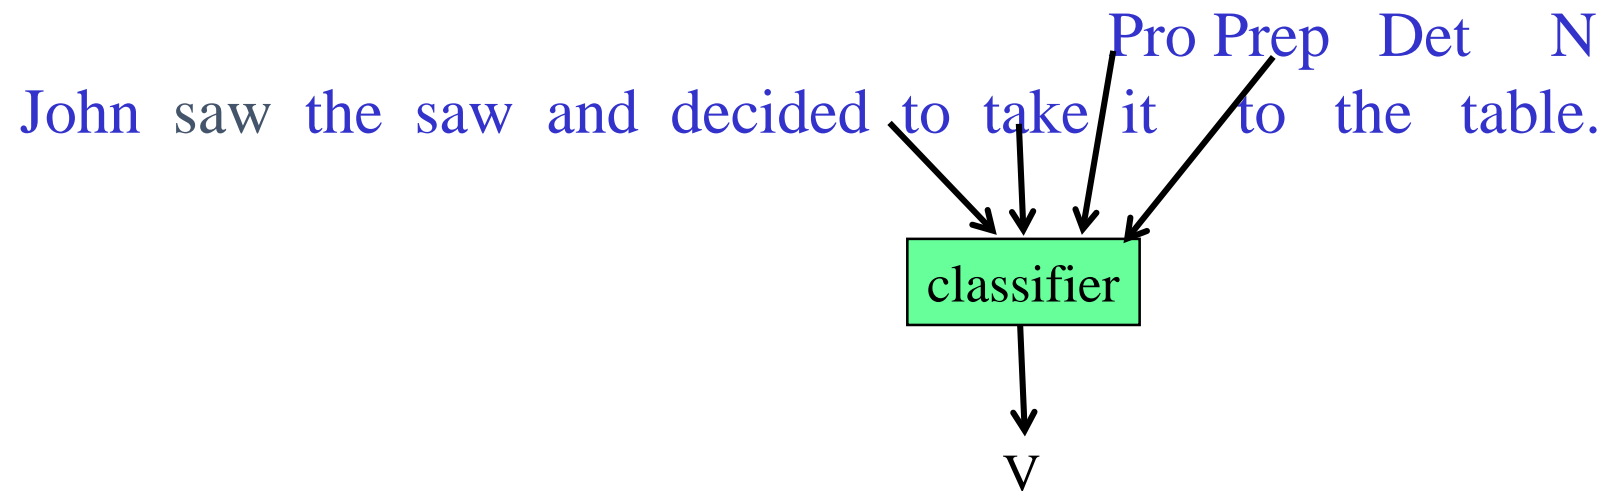 Pro Prep Det N
John saw the saw and decided to take it to the table.
classifier
V